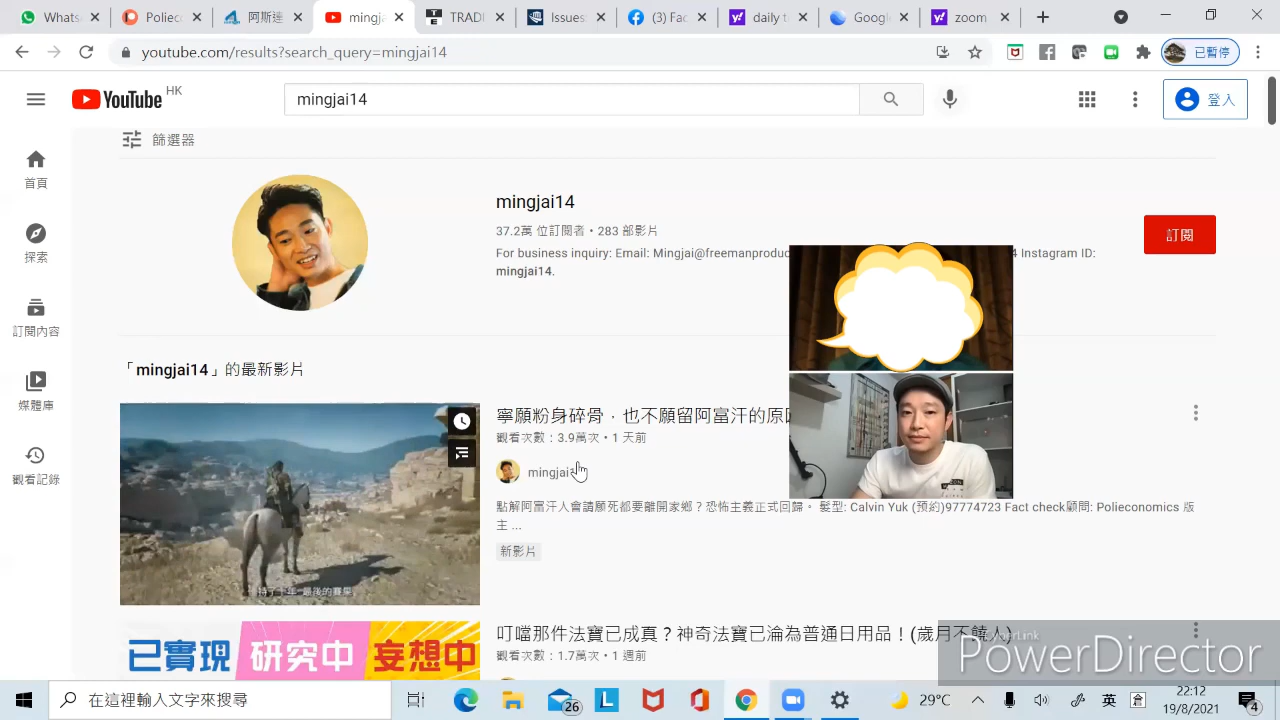 Whats
Poliec
阿斯達
mingj
TRADI
Issues
(3) Fac
daily t
Google
zoom
youtube.com/results?search_query=mingjai14
已暫停
YouTube HK
mingjai14
登入
首頁
探索
訂閱內容
媒體庫
觀看記錄
篩選器
mingjai14
37.2萬 位訂閱者 • 283 部影片
For business inquiry: Email: Mingjai@freemanproduc
4 Instagram ID:
mingjai14.
訂閱
「mingjai14」的最新影片
寧願粉身碎骨，也不願留阿富汗的原因
觀看次數：3.9萬次 • 1 天前
mingjai
點解阿富汗人會請願死都要離開家鄉？恐怖主義正式回歸。 髮型: Calvin Yuk (預約)97774723 Fact check顧問: Polieconomics 版
主 ...
新影片
叮噹那件法寶已成真？神奇法寶已淪為普通日用品！(歲月不饒人)
觀看次數：1.7萬次 • 1 週前
已實現 研究中 妄想中
CyberLink
PowerDirector
在這裡輸入文字來搜尋
26
29°C
英
倉
22:12
19/8/2021
4